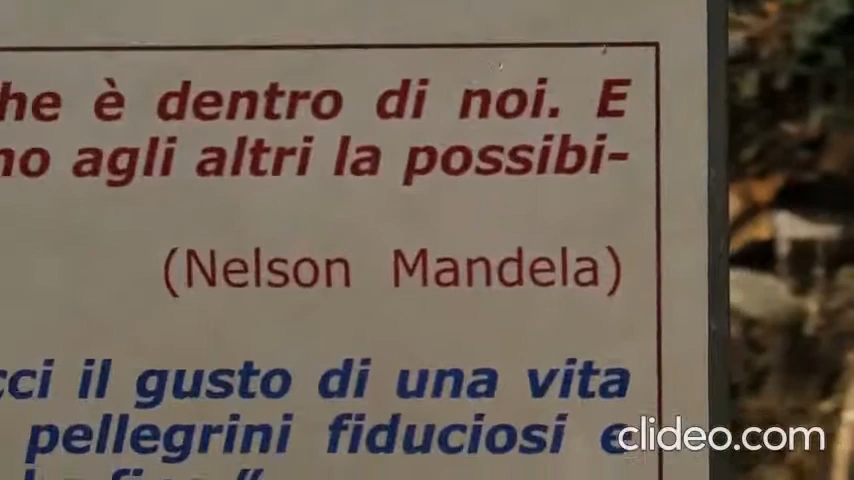 he è dentro di noi. E
no agli altri la possibi-
(Nelson Mandela)
cci il gusto di una vita
pellegrini fiduciosi e
clideo.com